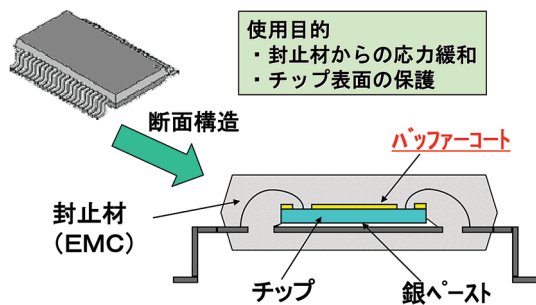 使用目的
・封止材からの応力緩和
・チップ表面の保護
断面構造
バッファーコート
封止材
（EMC）
チップ
銀ペースト